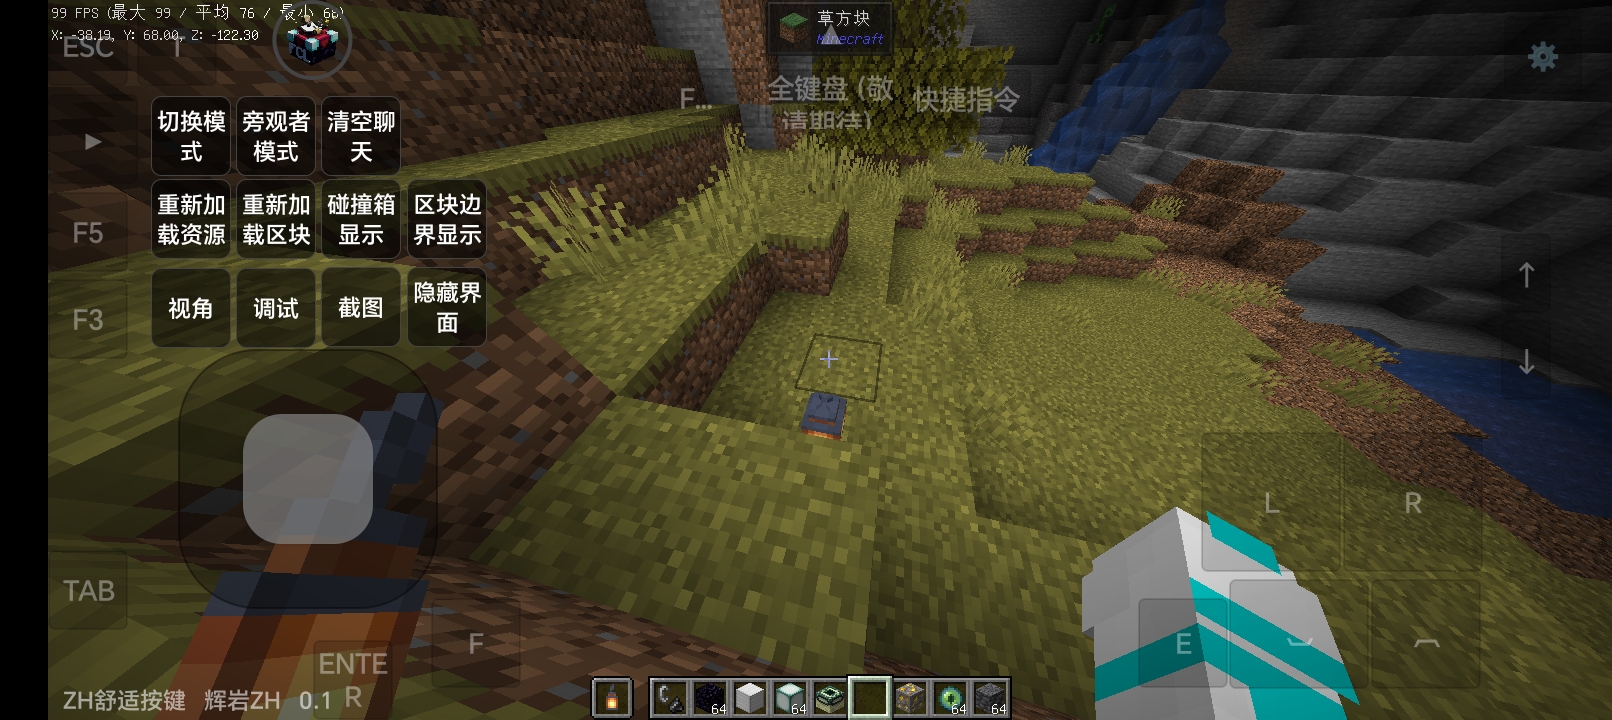 99 FPS (最大 99 / 平均 76 / 最小 66)
X: -38.19, Y: 68.00, Z: -122.30
ESC
T
草方块
Minecraft
F...
全键盘 (敬
请期待)
快捷指令
切换模
式
旁观者
模式
清空聊
天
重新加
载资源
重新加
载区块
碰撞箱
显示
区块边
界显示
F5
F3
视角
调试
截图
隐藏界
面
L
R
TAB
F
E
ENTE
R
ZH舒适按键 辉岩ZH 0.1
64
64
64
64